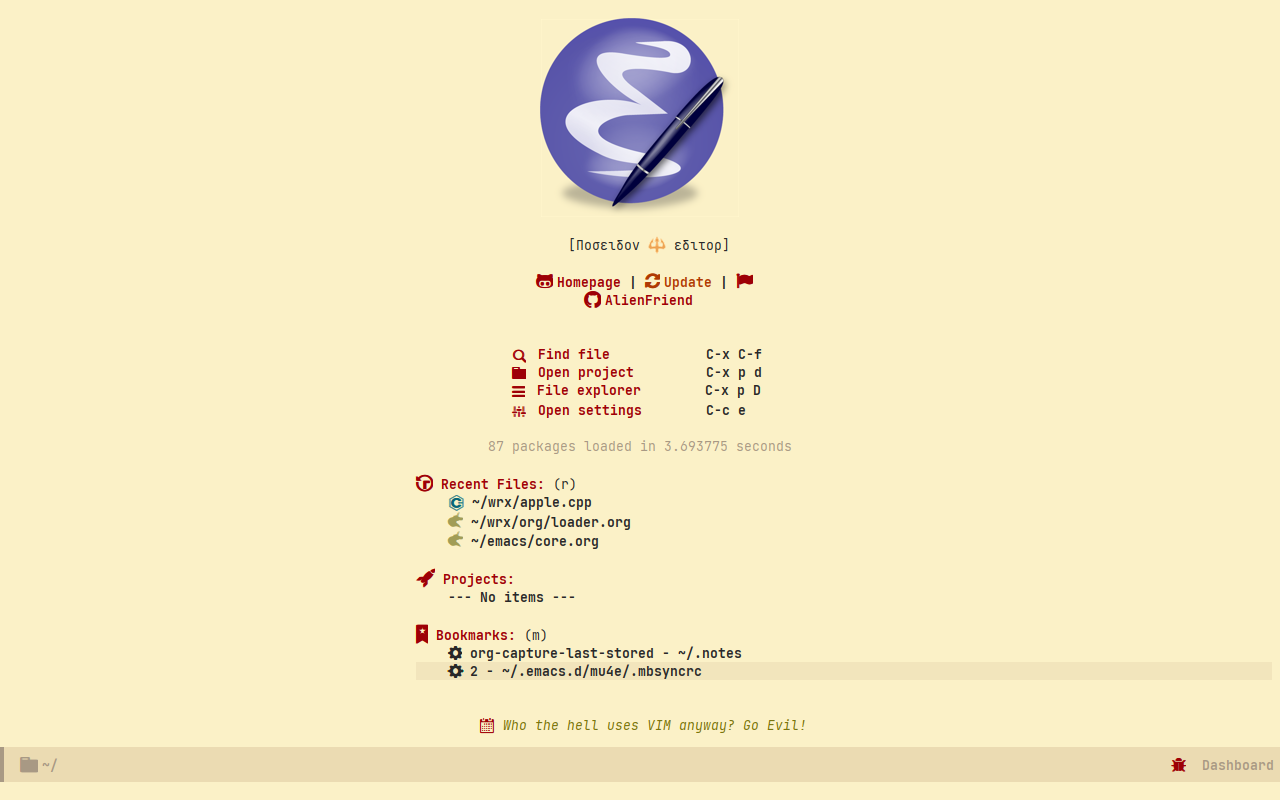 [Ποσειδον 🔱 εδιτορ]
Homepage | Update |
AlienFriend
Find file C-x C-f
Open project C-x p d
File explorer C-x p D
Open settings C-c e
87 packages loaded in 3.693775 seconds
Recent Files: (r)
~/wrx/apple.cpp
~/wrx/org/loader.org
~/emacs/core.org
Projects:
--- No items ---
Bookmarks: (m)
org-capture-last-stored - ~/.notes
2 - ~/.emacs.d/mu4e/.mbsyncrc
Who the hell uses VIM anyway? Go Evil!
~/ Dashboard